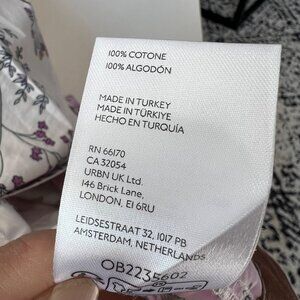 100% COTONE
100% ALGODÓN
MADE IN TURKEY
MADE IN TÜRKIYE
HECHO EN TURQUÍA
RN 66170
CA 32054
URBN UK Ltd.
146 Brick Lane,
LONDON, E1 6RU
LEIDSESTRAAT 32, 1017 PB
AMSTERDAM, NETHERLANDS
OB2235602